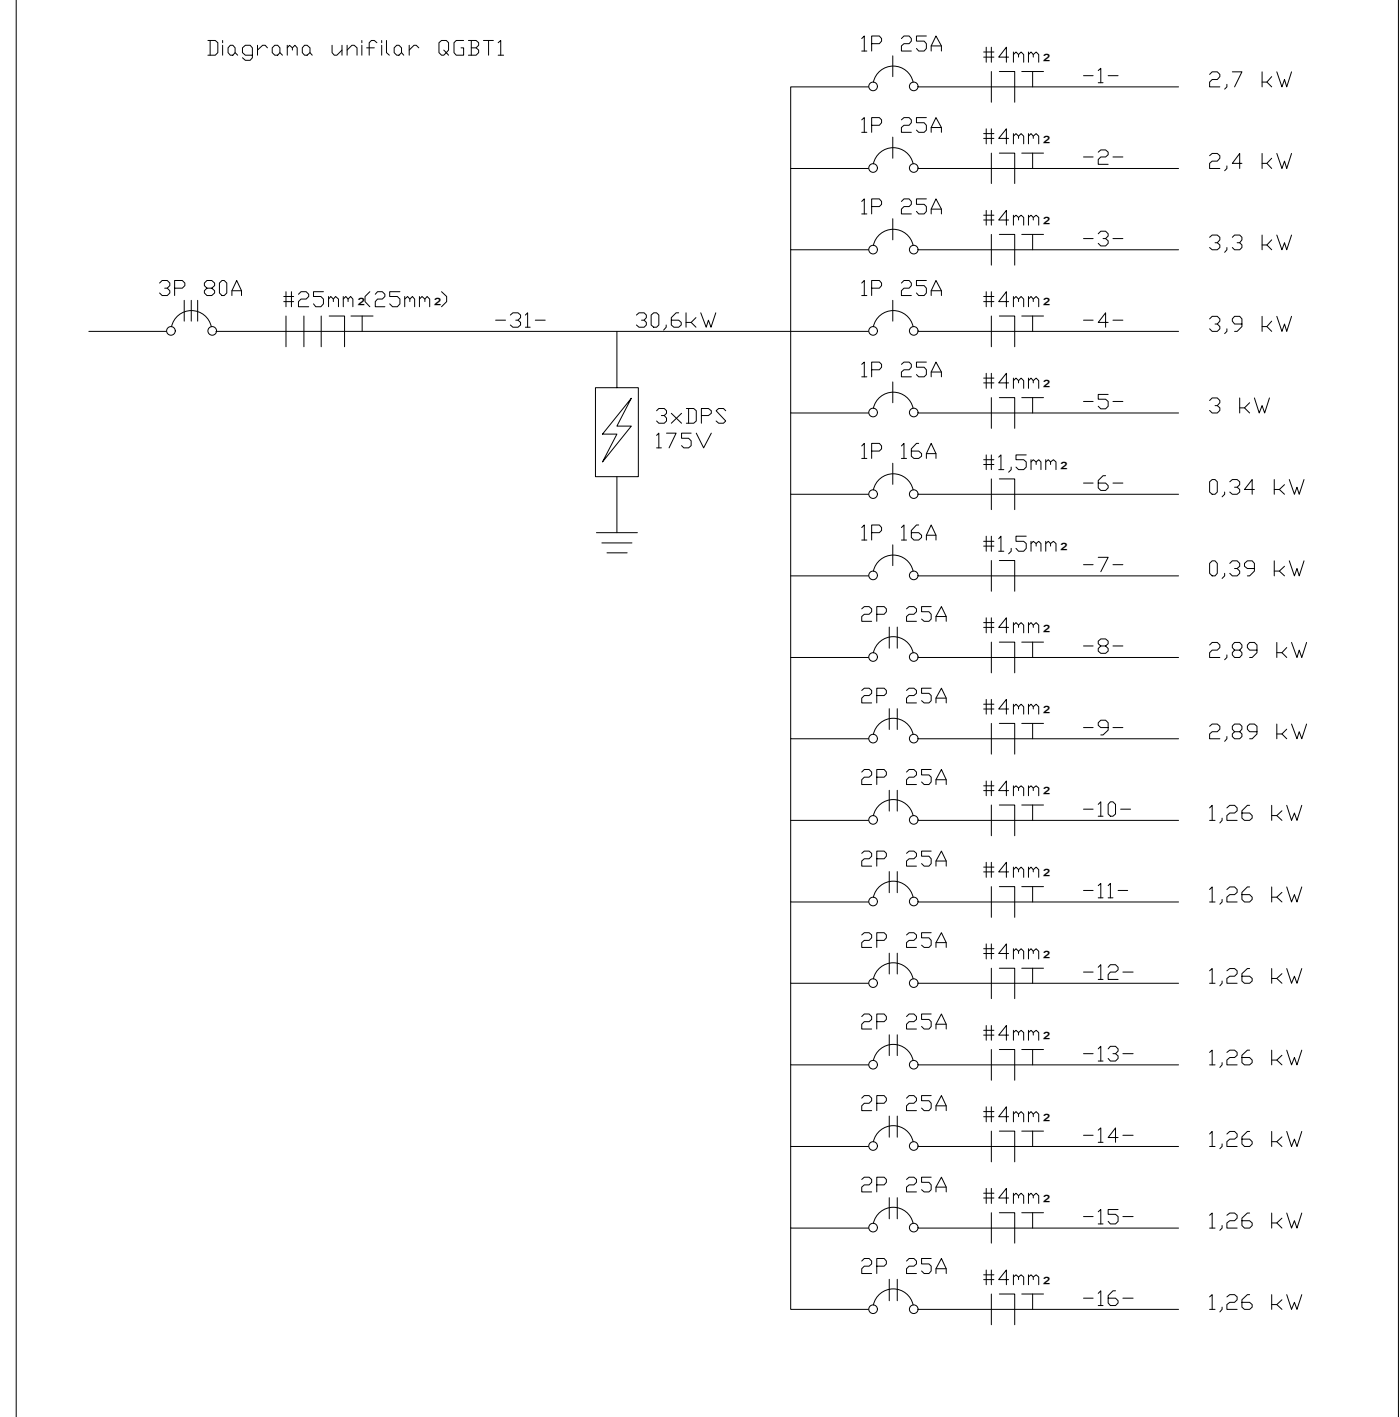 Diagrama unifilar QGBT1
3P 80A
#25mm²(25mm²)
-31-
30,6kW
3xDPS
175V
1P 25A
#4mm²
-1-
2,7 kW
1P 25A
#4mm²
-2-
2,4 kW
1P 25A
#4mm²
-3-
3,3 kW
1P 25A
#4mm²
-4-
3,9 kW
1P 25A
#4mm²
-5-
3 kW
1P 16A
#1,5mm²
-6-
0,34 kW
1P 16A
#1,5mm²
-7-
0,39 kW
2P 25A
#4mm²
-8-
2,89 kW
2P 25A
#4mm²
-9-
2,89 kW
2P 25A
#4mm²
-10-
1,26 kW
2P 25A
#4mm²
-11-
1,26 kW
2P 25A
#4mm²
-12-
1,26 kW
2P 25A
#4mm²
-13-
1,26 kW
2P 25A
#4mm²
-14-
1,26 kW
2P 25A
#4mm²
-15-
1,26 kW
2P 25A
#4mm²
-16-
1,26 kW